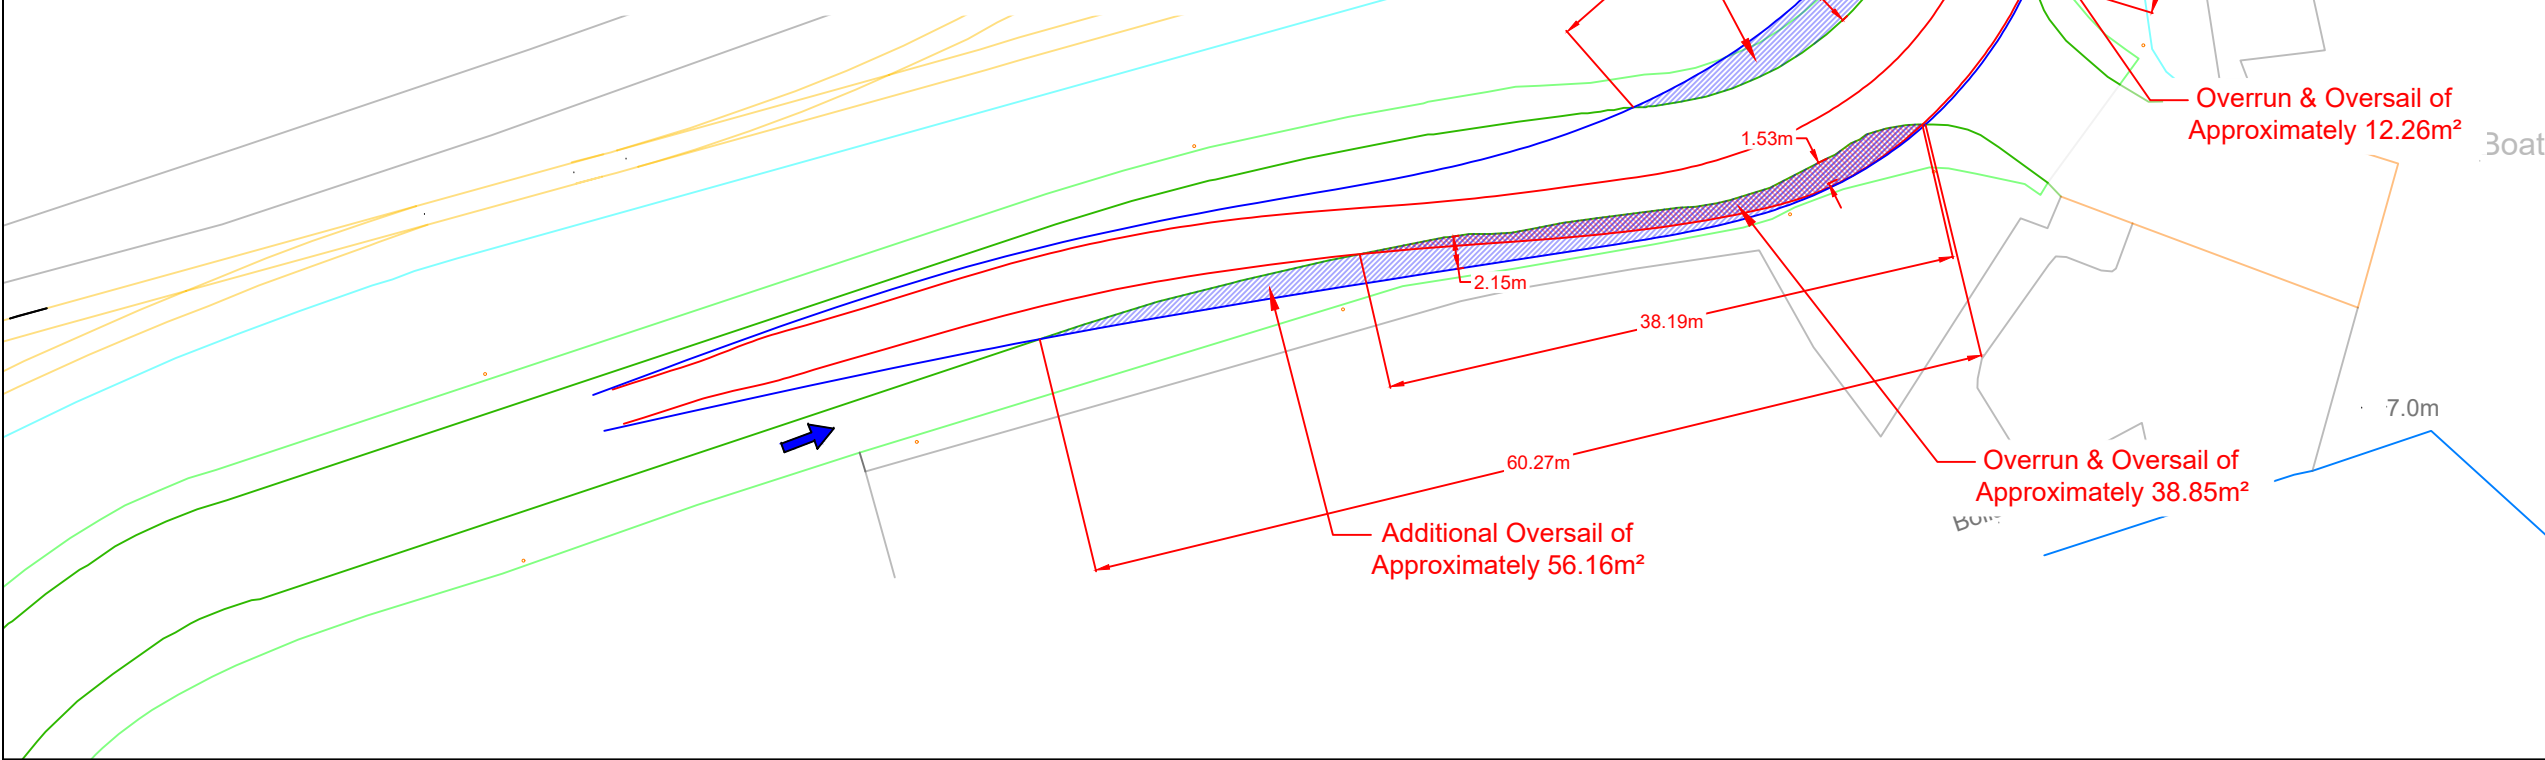 Overrun & Oversail of
Approximately 12.26m²
1.53m
Boat
2.15m
38.19m
7.0m
60.27m
Overrun & Oversail of
Approximately 38.85m²
Additional Oversail of
Approximately 56.16m²